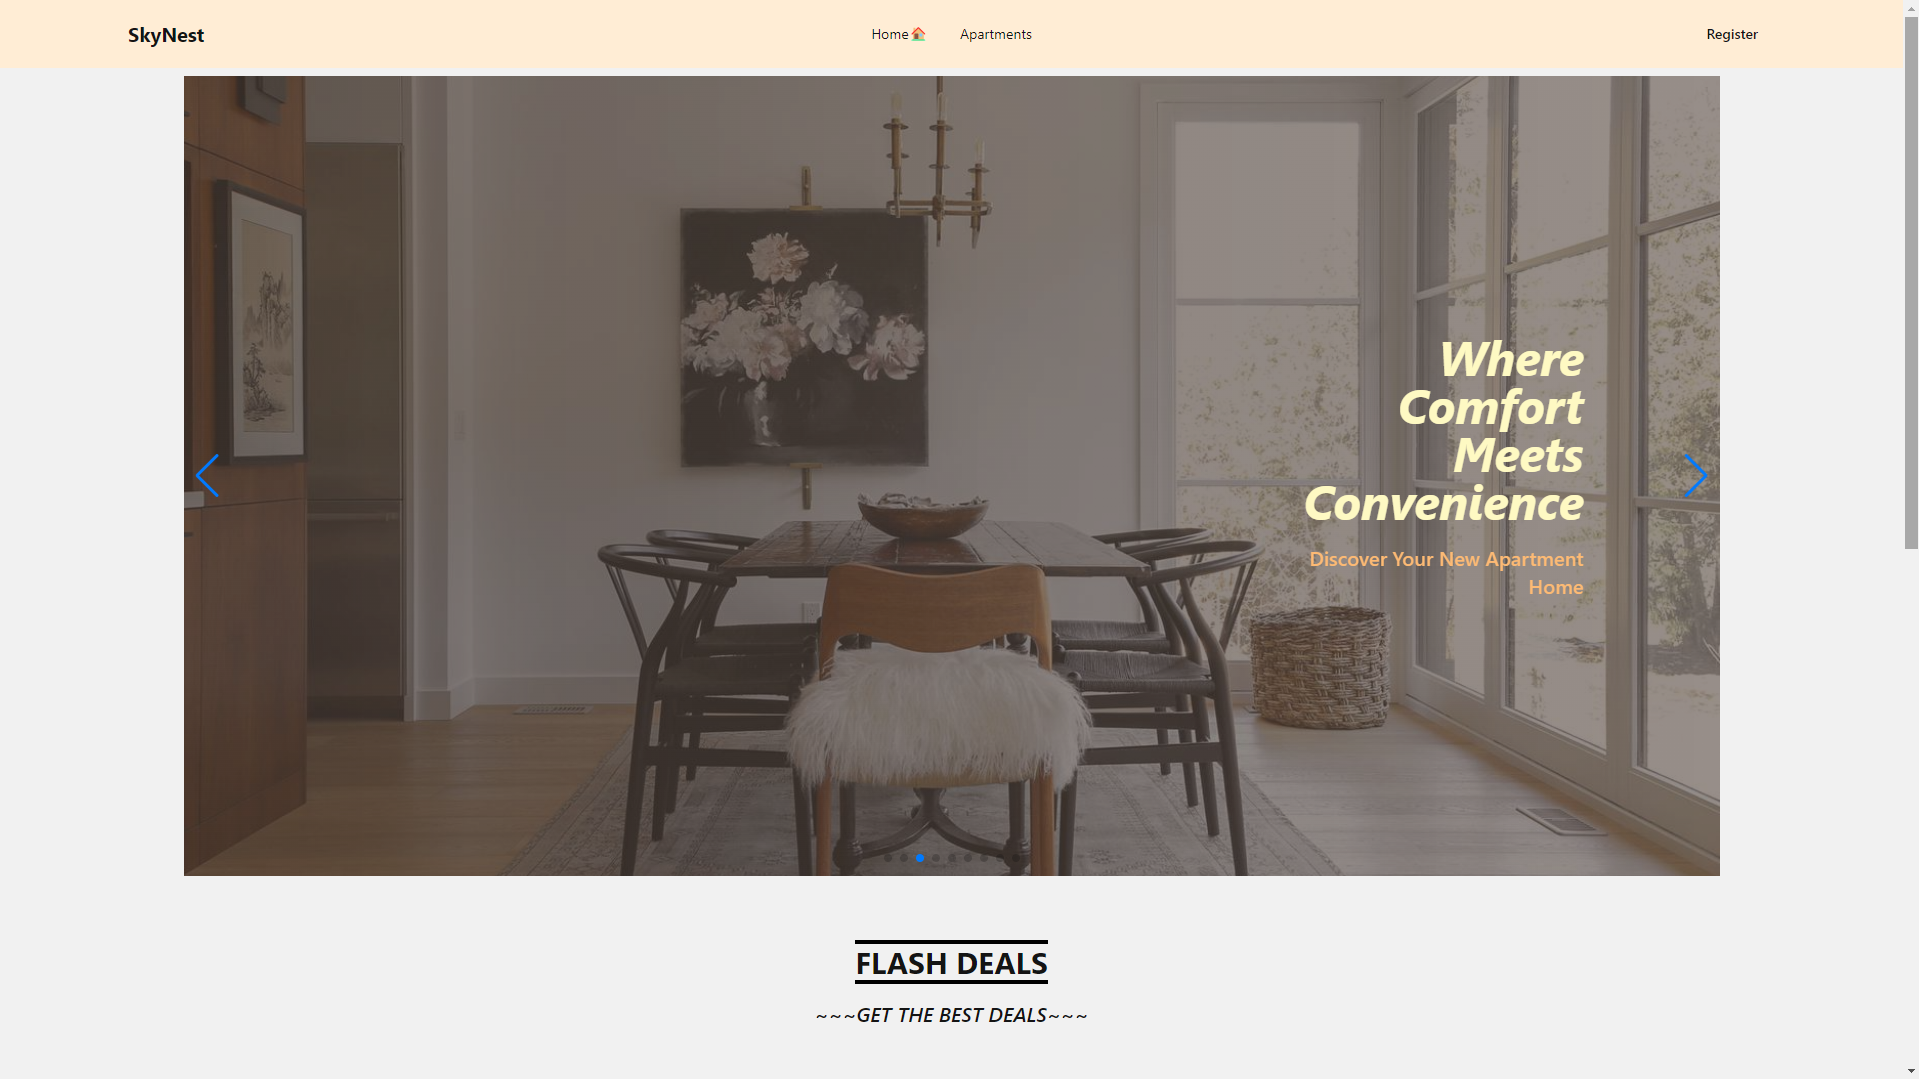 SkyNest
Home🏠
Apartments
Register
Where
Comfort
Meets
Convenience
Discover Your New Apartment
Home
FLASH DEALS
~~~GET THE BEST DEALS~~~